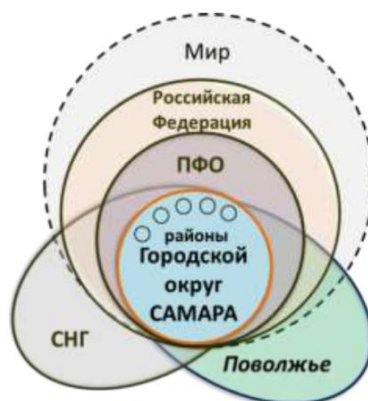 Мир
Российская
Федерация
ПФО
районы
Городской
округ
САМАРА
СНГ
Поволжье